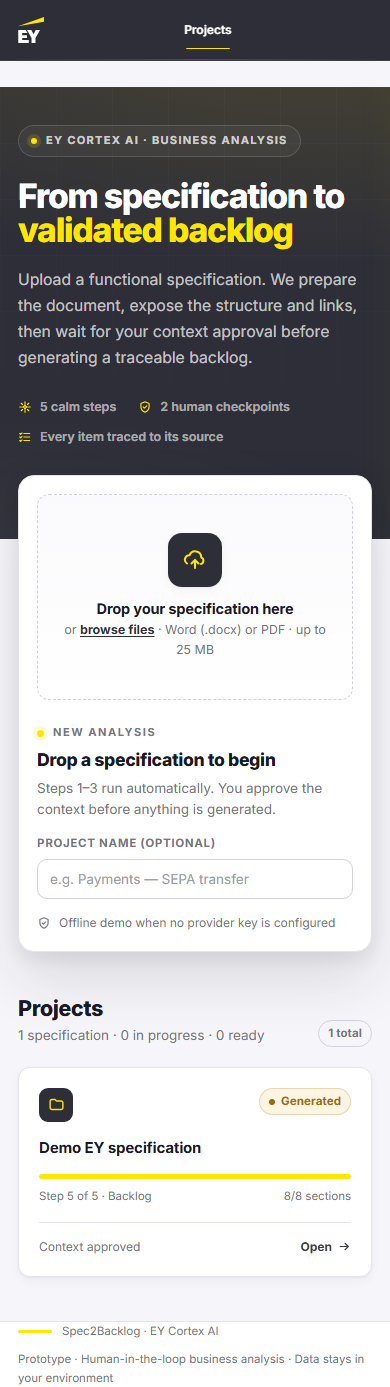 EY
Projects
EY CORTEX AI · BUSINESS ANALYSIS
From specification to
validated backlog
Upload a functional specification. We prepare
the document, expose the structure and links,
then wait for your context approval before
generating a traceable backlog.
5 calm steps
2 human checkpoints
Every item traced to its source
Drop your specification here
or browse files · Word (.docx) or PDF · up to
25 MB
NEW ANALYSIS
Drop a specification to begin
Steps 1–3 run automatically. You approve the
context before anything is generated.
PROJECT NAME (OPTIONAL)
e.g. Payments — SEPA transfer
Offline demo when no provider key is configured
Projects
1 specification · 0 in progress · 0 ready
1 total
Generated
Demo EY specification
Step 5 of 5 · Backlog
8/8 sections
Context approved
Open →
Spec2Backlog · EY Cortex AI
Prototype · Human-in-the-loop business analysis · Data stays in
your environment